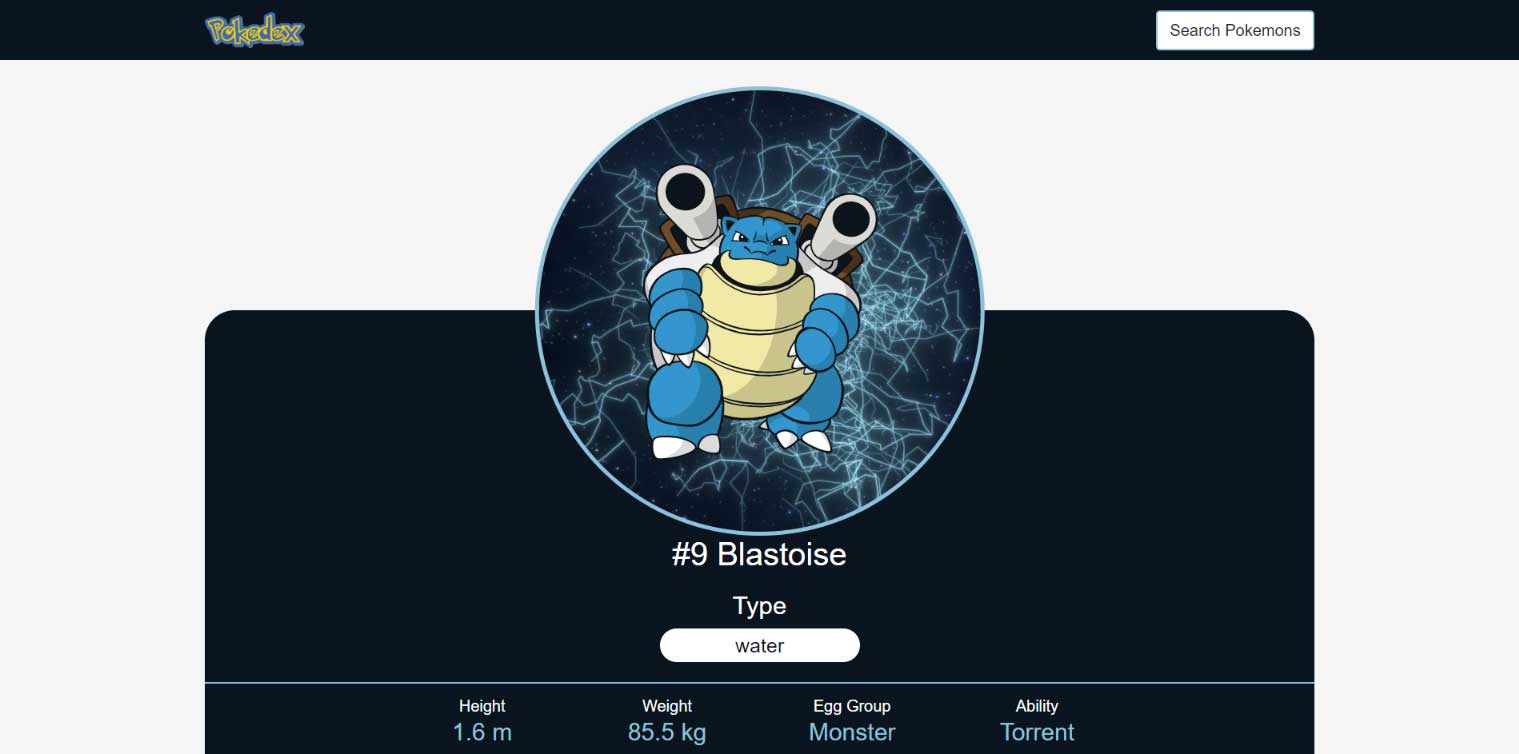 Pokedex
Search Pokemons
#9 Blastoise
Type
water
Height Weight Egg Group Ability
1.6 m 85.5 kg Monster Torrent